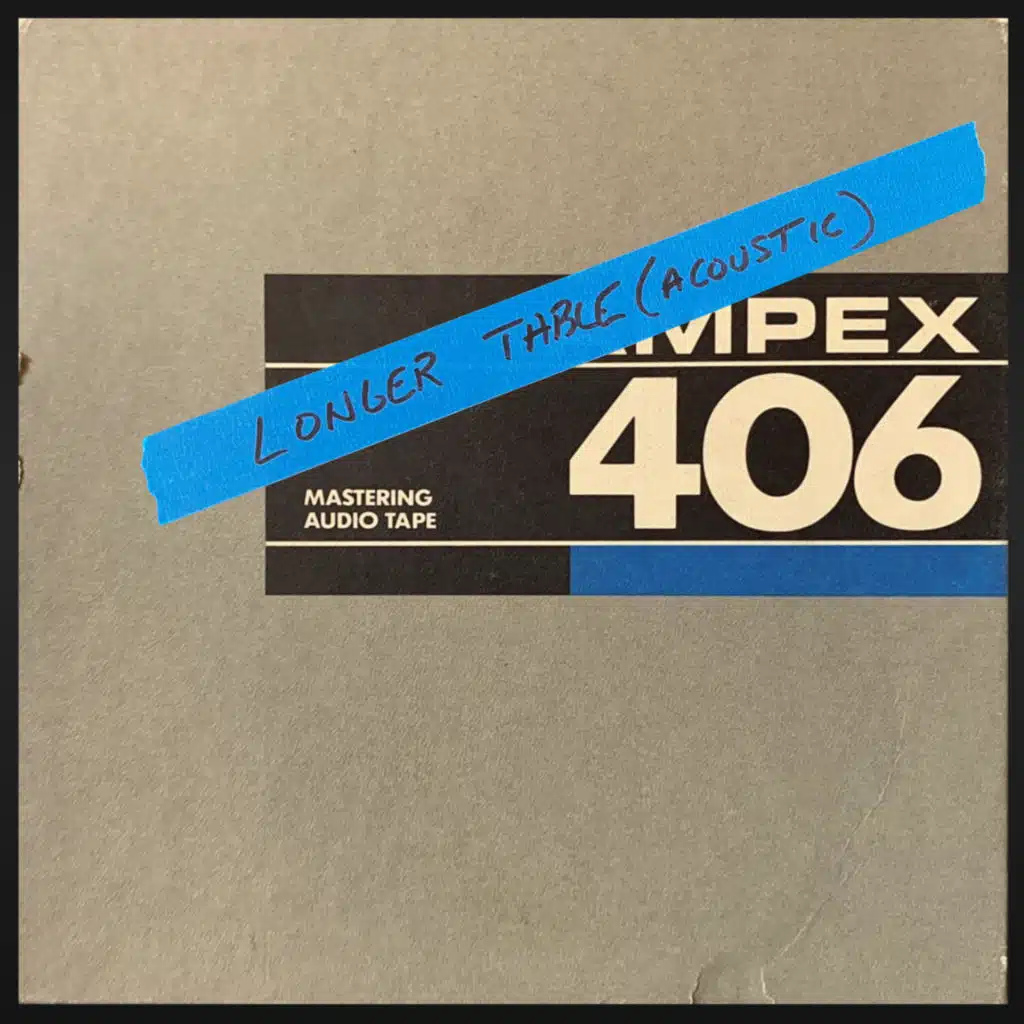 LONGER TABLE (ACOUSTIC)
MPEX
406
MASTERING
AUDIO TAPE